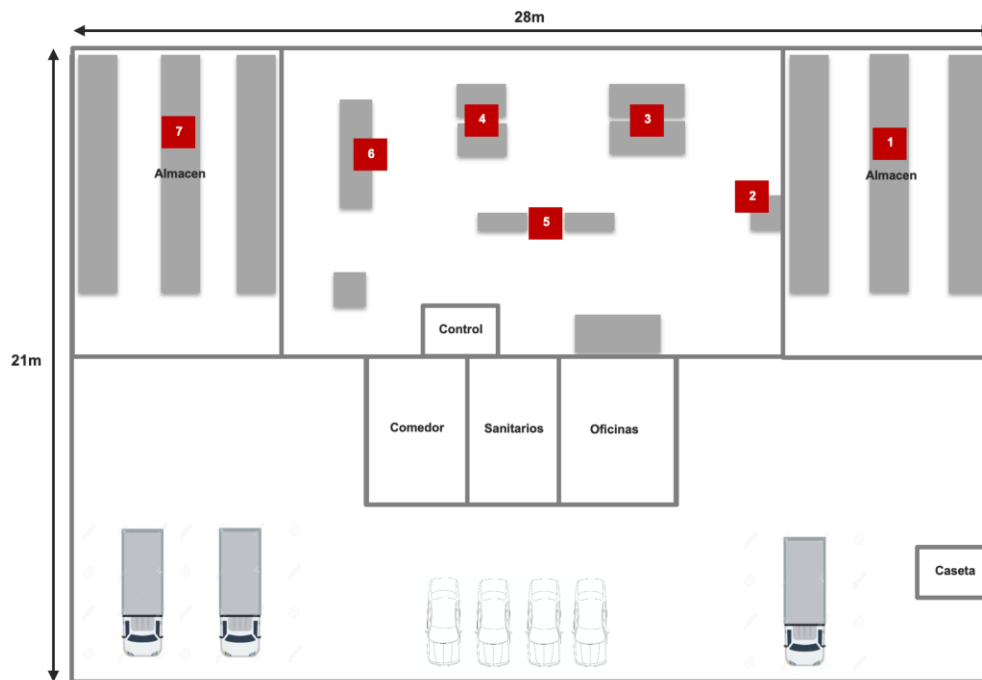 28m
4
3
7
1
6
Almacen
Almacen
2
5
Control
21m
Comedor
Sanitarios
Oficinas
Caseta